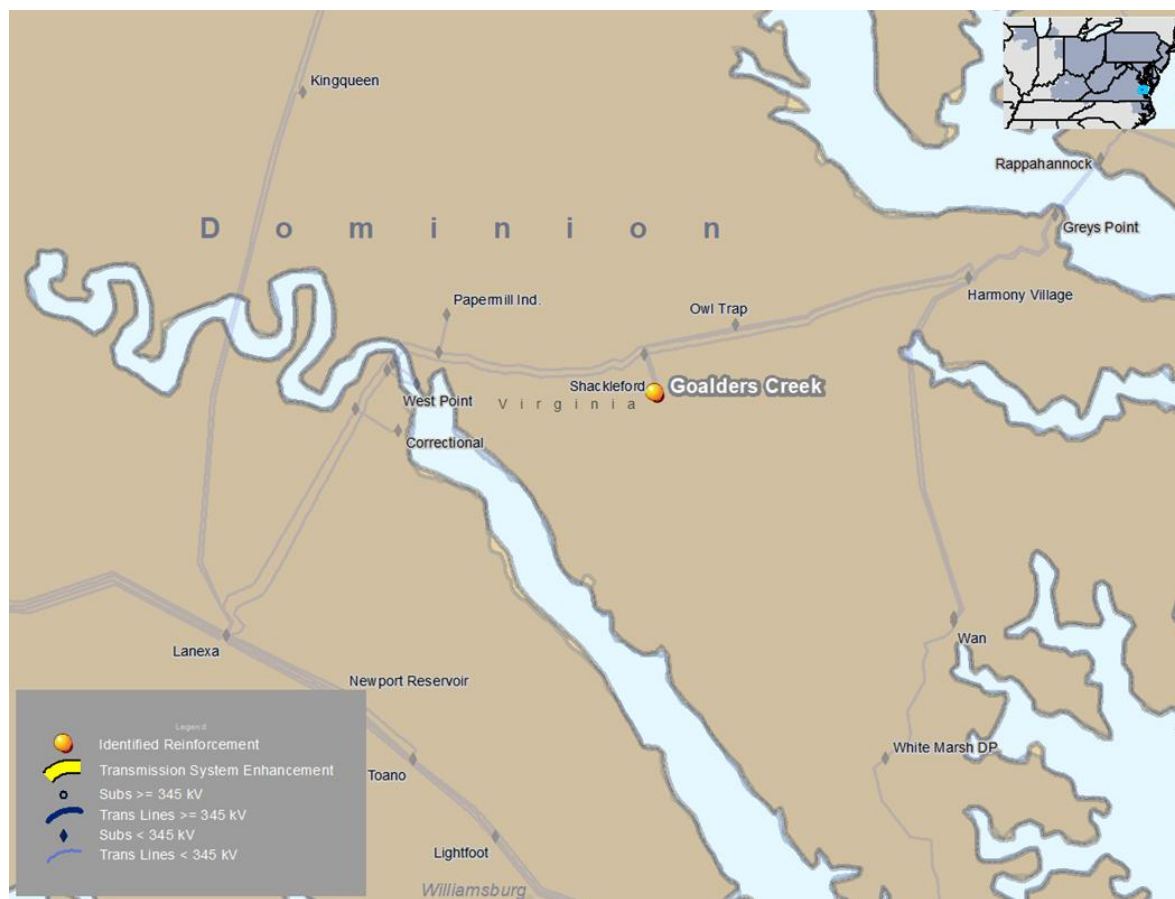 Kingqueen
Rappahannock
Greys Point
D o m i n i o n
Harmony Village
Papermill Ind.
Owl Trap
Shackleford
Goalders Creek
V i r g i n i a
West Point
Correctional
Wan
Lanexa
Newport Reservoir
White Marsh DP
Toano
Lightfoot
Williamsburg
Legend
Identified Reinforcement
Transmission System Enhancement
Subs >= 345 kV
Trans Lines >= 345 kV
Subs < 345 kV
Trans Lines < 345 kV